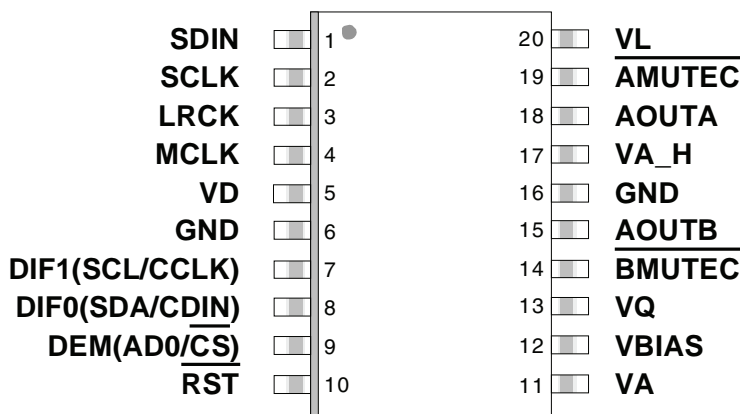 SDIN 1 20 VL
SCLK 2 19 AMUTEC
LRCK 3 18 AOUTA
MCLK 4 17 VA_H
VD 5 16 GND
GND 6 15 AOUTB
DIF1(SCL/CCLK) 7 14 BMUTEC
DIF0(SDA/CDIN) 8 13 VQ
DEM(AD0/CS) 9 12 VBIAS
RST 10 11 VA